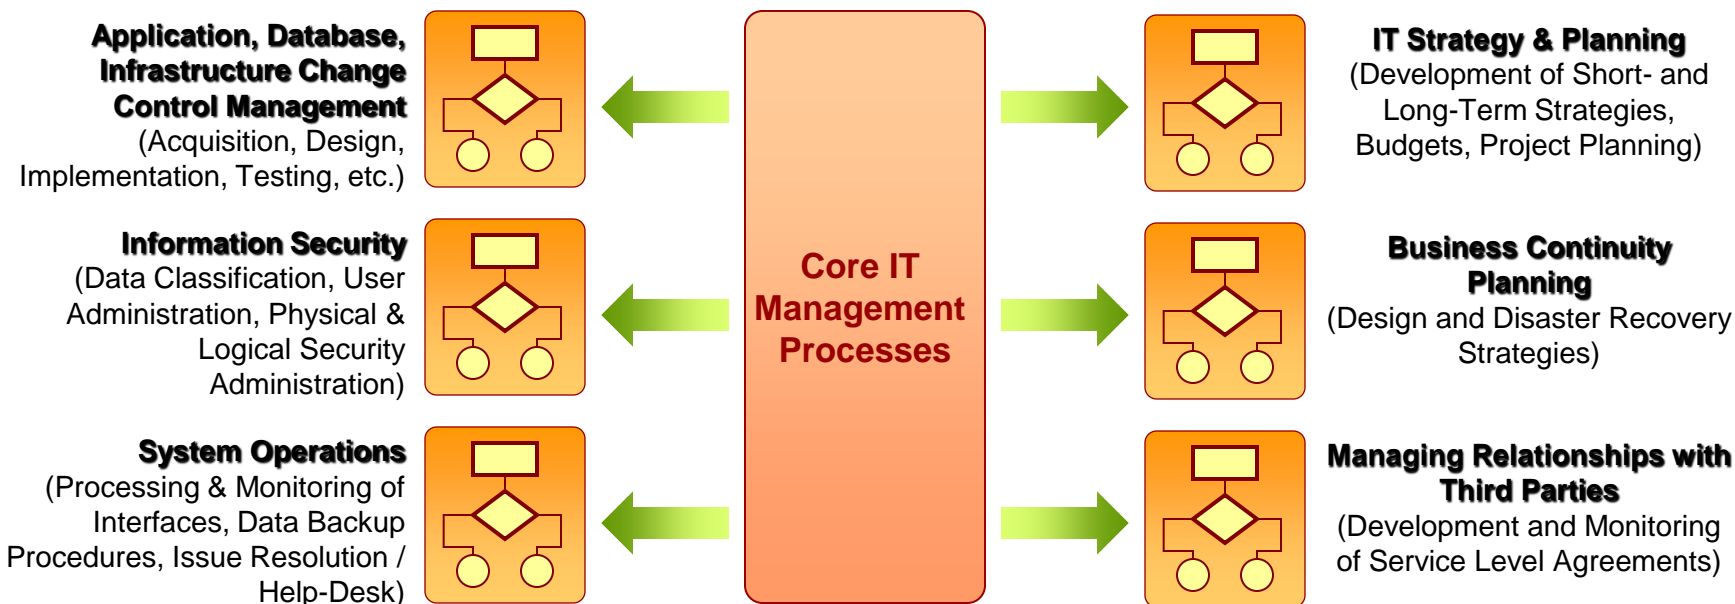 Application, Database,
Infrastructure Change
Control Management
(Acquisition, Design,
Implementation, Testing, etc.)
Information Security
(Data Classification, User
Administration, Physical &
Logical Security
Administration)
System Operations
(Processing & Monitoring of
Interfaces, Data Backup
Procedures, Issue Resolution /
Help-Desk)
Core IT
Management
Processes
IT Strategy & Planning
(Development of Short- and
Long-Term Strategies,
Budgets, Project Planning)
Business Continuity
Planning
(Design and Disaster Recovery
Strategies)
Managing Relationships with
Third Parties
(Development and Monitoring
of Service Level Agreements)